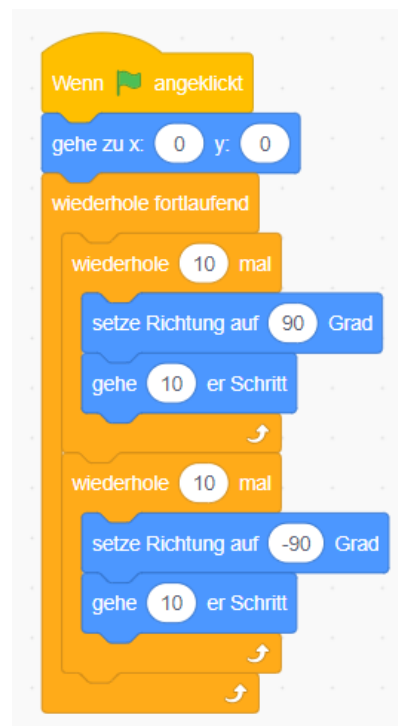 Wenn angeklickt
gehe zu x: 0 y: 0
wiederhole fortlaufend
wiederhole 10 mal
setze Richtung auf 90 Grad
gehe 10 er Schritt
wiederhole 10 mal
setze Richtung auf -90 Grad
gehe 10 er Schritt